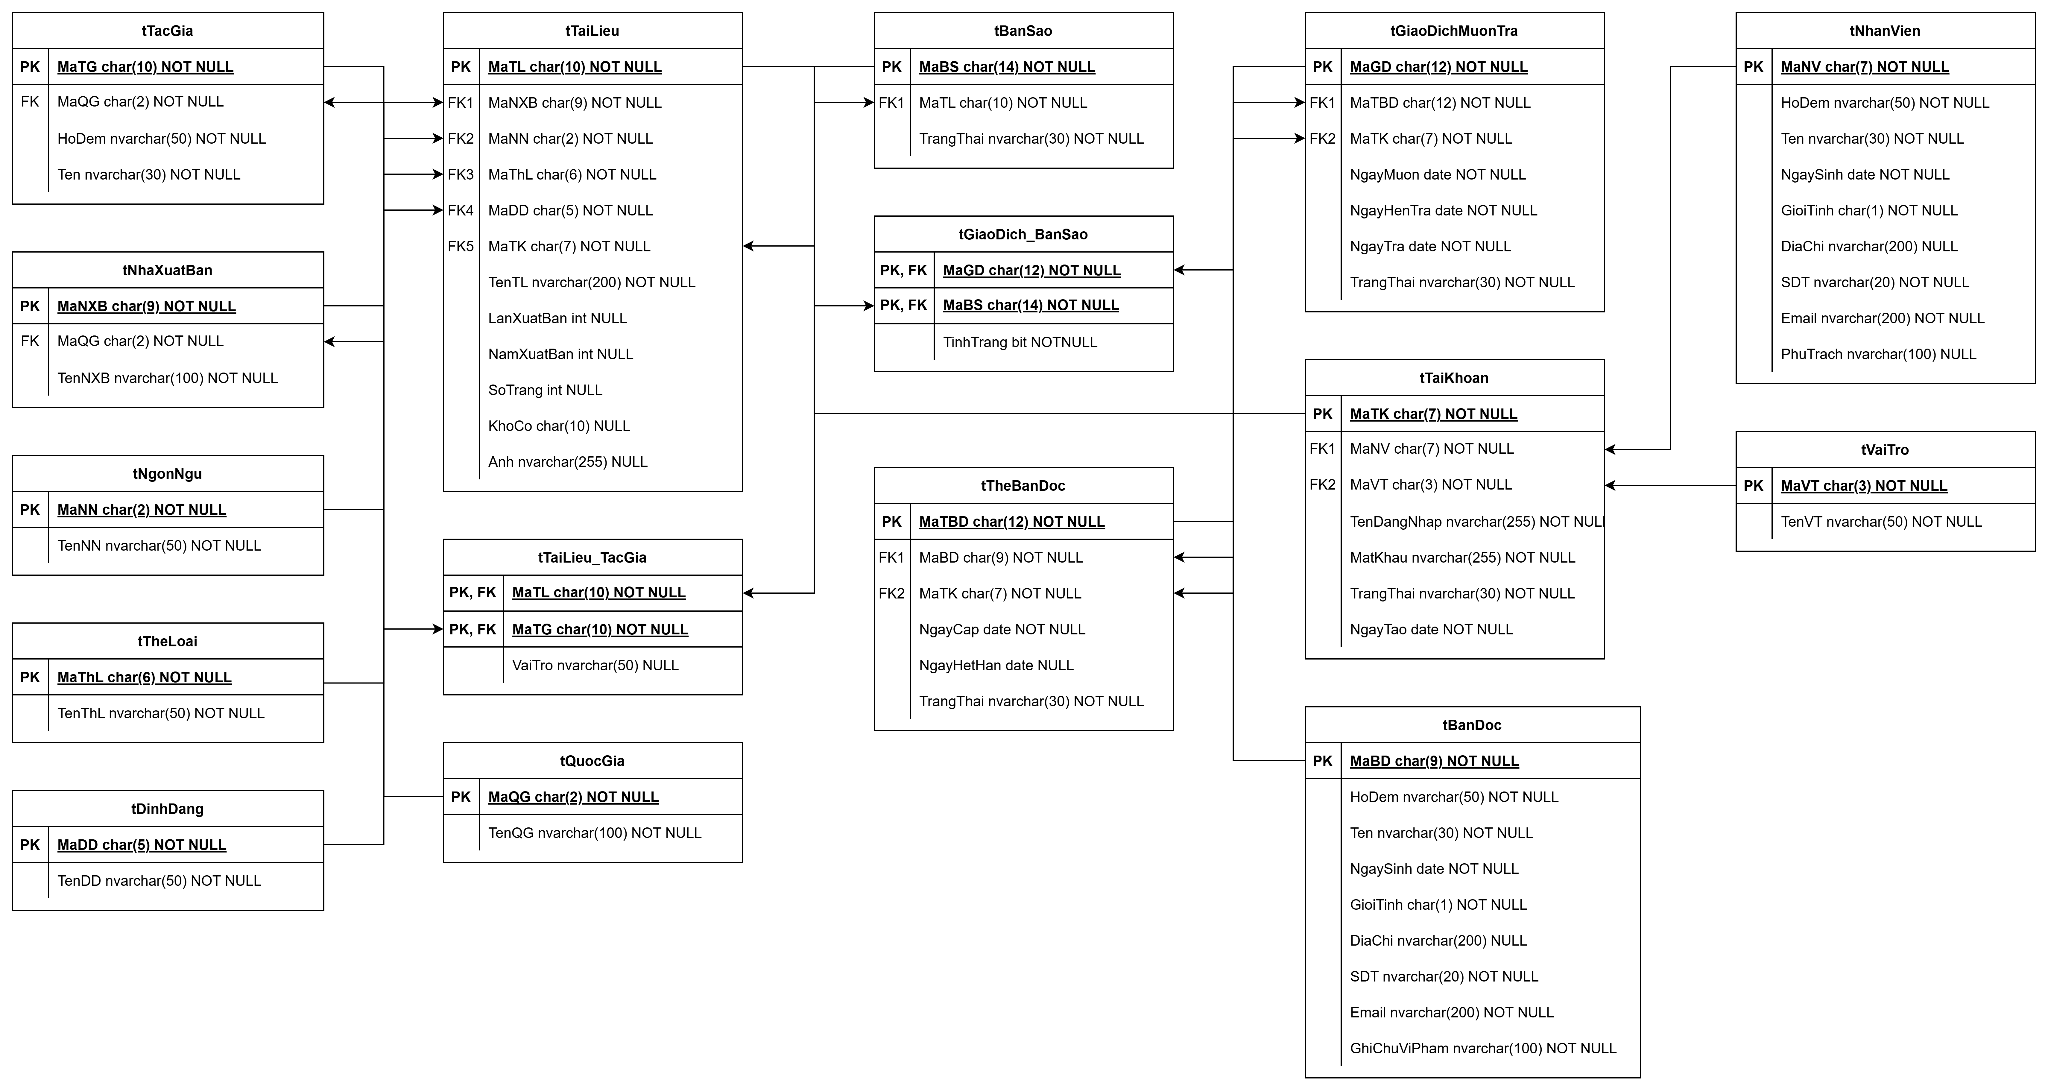 tTacGia
PK MaTG char(10) NOT NULL
FK MaQG char(2) NOT NULL
HoDem nvarchar(50) NOT NULL
Ten nvarchar(30) NOT NULL
tNhaXuatBan
PK MaNXB char(9) NOT NULL
FK MaQG char(2) NOT NULL
TenNXB nvarchar(100) NOT NULL
tNgonNgu
PK MaNN char(2) NOT NULL
TenNN nvarchar(50) NOT NULL
tTheLoai
PK MaThL char(6) NOT NULL
TenThL nvarchar(50) NOT NULL
tDinhDang
PK MaDD char(5) NOT NULL
TenDD nvarchar(50) NOT NULL
tTaiLieu
PK MaTL char(10) NOT NULL
FK1 MaNXB char(9) NOT NULL
FK2 MaNN char(2) NOT NULL
FK3 MaThL char(6) NOT NULL
FK4 MaDD char(5) NOT NULL
FK5 MaTK char(7) NOT NULL
TenTL nvarchar(200) NOT NULL
LanXuatBan int NULL
NamXuatBan int NULL
SoTrang int NULL
KhoCo char(10) NULL
Anh nvarchar(255) NULL
tTaiLieu_TacGia
PK, FK MaTL char(10) NOT NULL
PK, FK MaTG char(10) NOT NULL
VaiTro nvarchar(50) NULL
tQuocGia
PK MaQG char(2) NOT NULL
TenQG nvarchar(100) NOT NULL
tBanSao
PK MaBS char(14) NOT NULL
FK1 MaTL char(10) NOT NULL
TrangThai nvarchar(30) NOT NULL
tGiaoDich_BanSao
PK, FK MaGD char(12) NOT NULL
PK, FK MaBS char(14) NOT NULL
TinhTrang bit NOTNULL
tTheBanDoc
PK MaTBD char(12) NOT NULL
FK1 MaBD char(9) NOT NULL
FK2 MaTK char(7) NOT NULL
NgayCap date NOT NULL
NgayHetHan date NULL
TrangThai nvarchar(30) NOT NULL
tGiaoDichMuonTra
PK MaGD char(12) NOT NULL
FK1 MaTBD char(12) NOT NULL
FK2 MaTK char(7) NOT NULL
NgayMuon date NOT NULL
NgayHenTra date NOT NULL
NgayTra date NOT NULL
TrangThai nvarchar(30) NOT NULL
tTaiKhoan
PK MaTK char(7) NOT NULL
FK1 MaNV char(7) NOT NULL
FK2 MaVT char(3) NOT NULL
TenDangNhap nvarchar(255) NOT NULL
MatKhau nvarchar(255) NOT NULL
TrangThai nvarchar(30) NOT NULL
NgayTao date NOT NULL
tBanDoc
PK MaBD char(9) NOT NULL
HoDem nvarchar(50) NOT NULL
Ten nvarchar(30) NOT NULL
NgaySinh date NOT NULL
GioiTinh char(1) NOT NULL
DiaChi nvarchar(200) NULL
SDT nvarchar(20) NOT NULL
Email nvarchar(200) NOT NULL
GhiChuViPham nvarchar(100) NOT NULL
tNhanVien
PK MaNV char(7) NOT NULL
HoDem nvarchar(50) NOT NULL
Ten nvarchar(30) NOT NULL
NgaySinh date NOT NULL
GioiTinh char(1) NOT NULL
DiaChi nvarchar(200) NULL
SDT nvarchar(20) NOT NULL
Email nvarchar(200) NOT NULL
PhuTrach nvarchar(100) NULL
tVaiTro
PK MaVT char(3) NOT NULL
TenVT nvarchar(50) NOT NULL